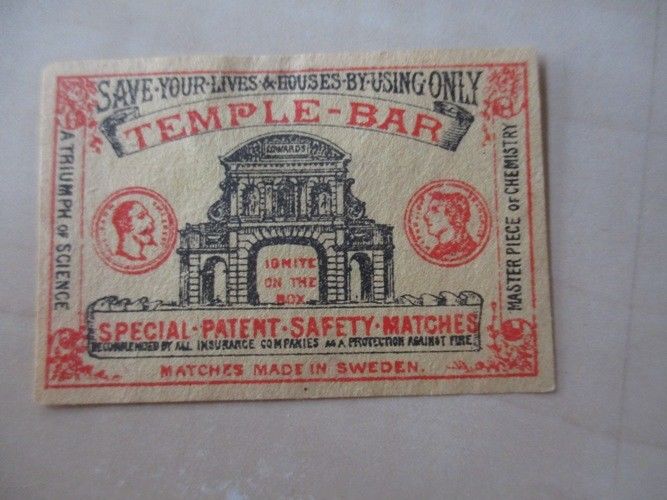 SAVE·YOUR·LIVES·&·HOUSES·BY·USING·ONLY
TEMPLE-BAR
EDWARDS
A TRIUMPH OF SCIENCE
MASTER PIECE OF CHEMISTRY
IGNITE
ON THE
BOX
SPECIAL·PATENT·SAFETY·MATCHES
RECOMMENDED BY ALL INSURANCE COMPANIES AS A PROTECTION AGAINST FIRE
MATCHES MADE IN SWEDEN.